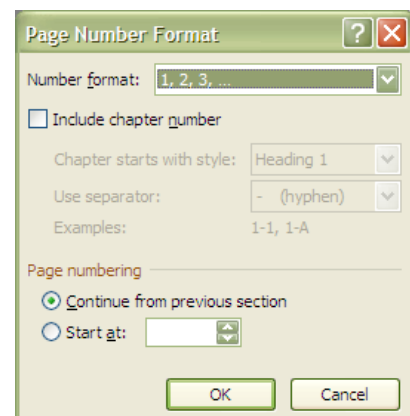 Page Number Format
Number format: 1, 2, 3, ...
Include chapter number
Chapter starts with style: Heading 1
Use separator: - (hyphen)
Examples: 1-1, 1-A
Page numbering
Continue from previous section
Start at:
OK Cancel